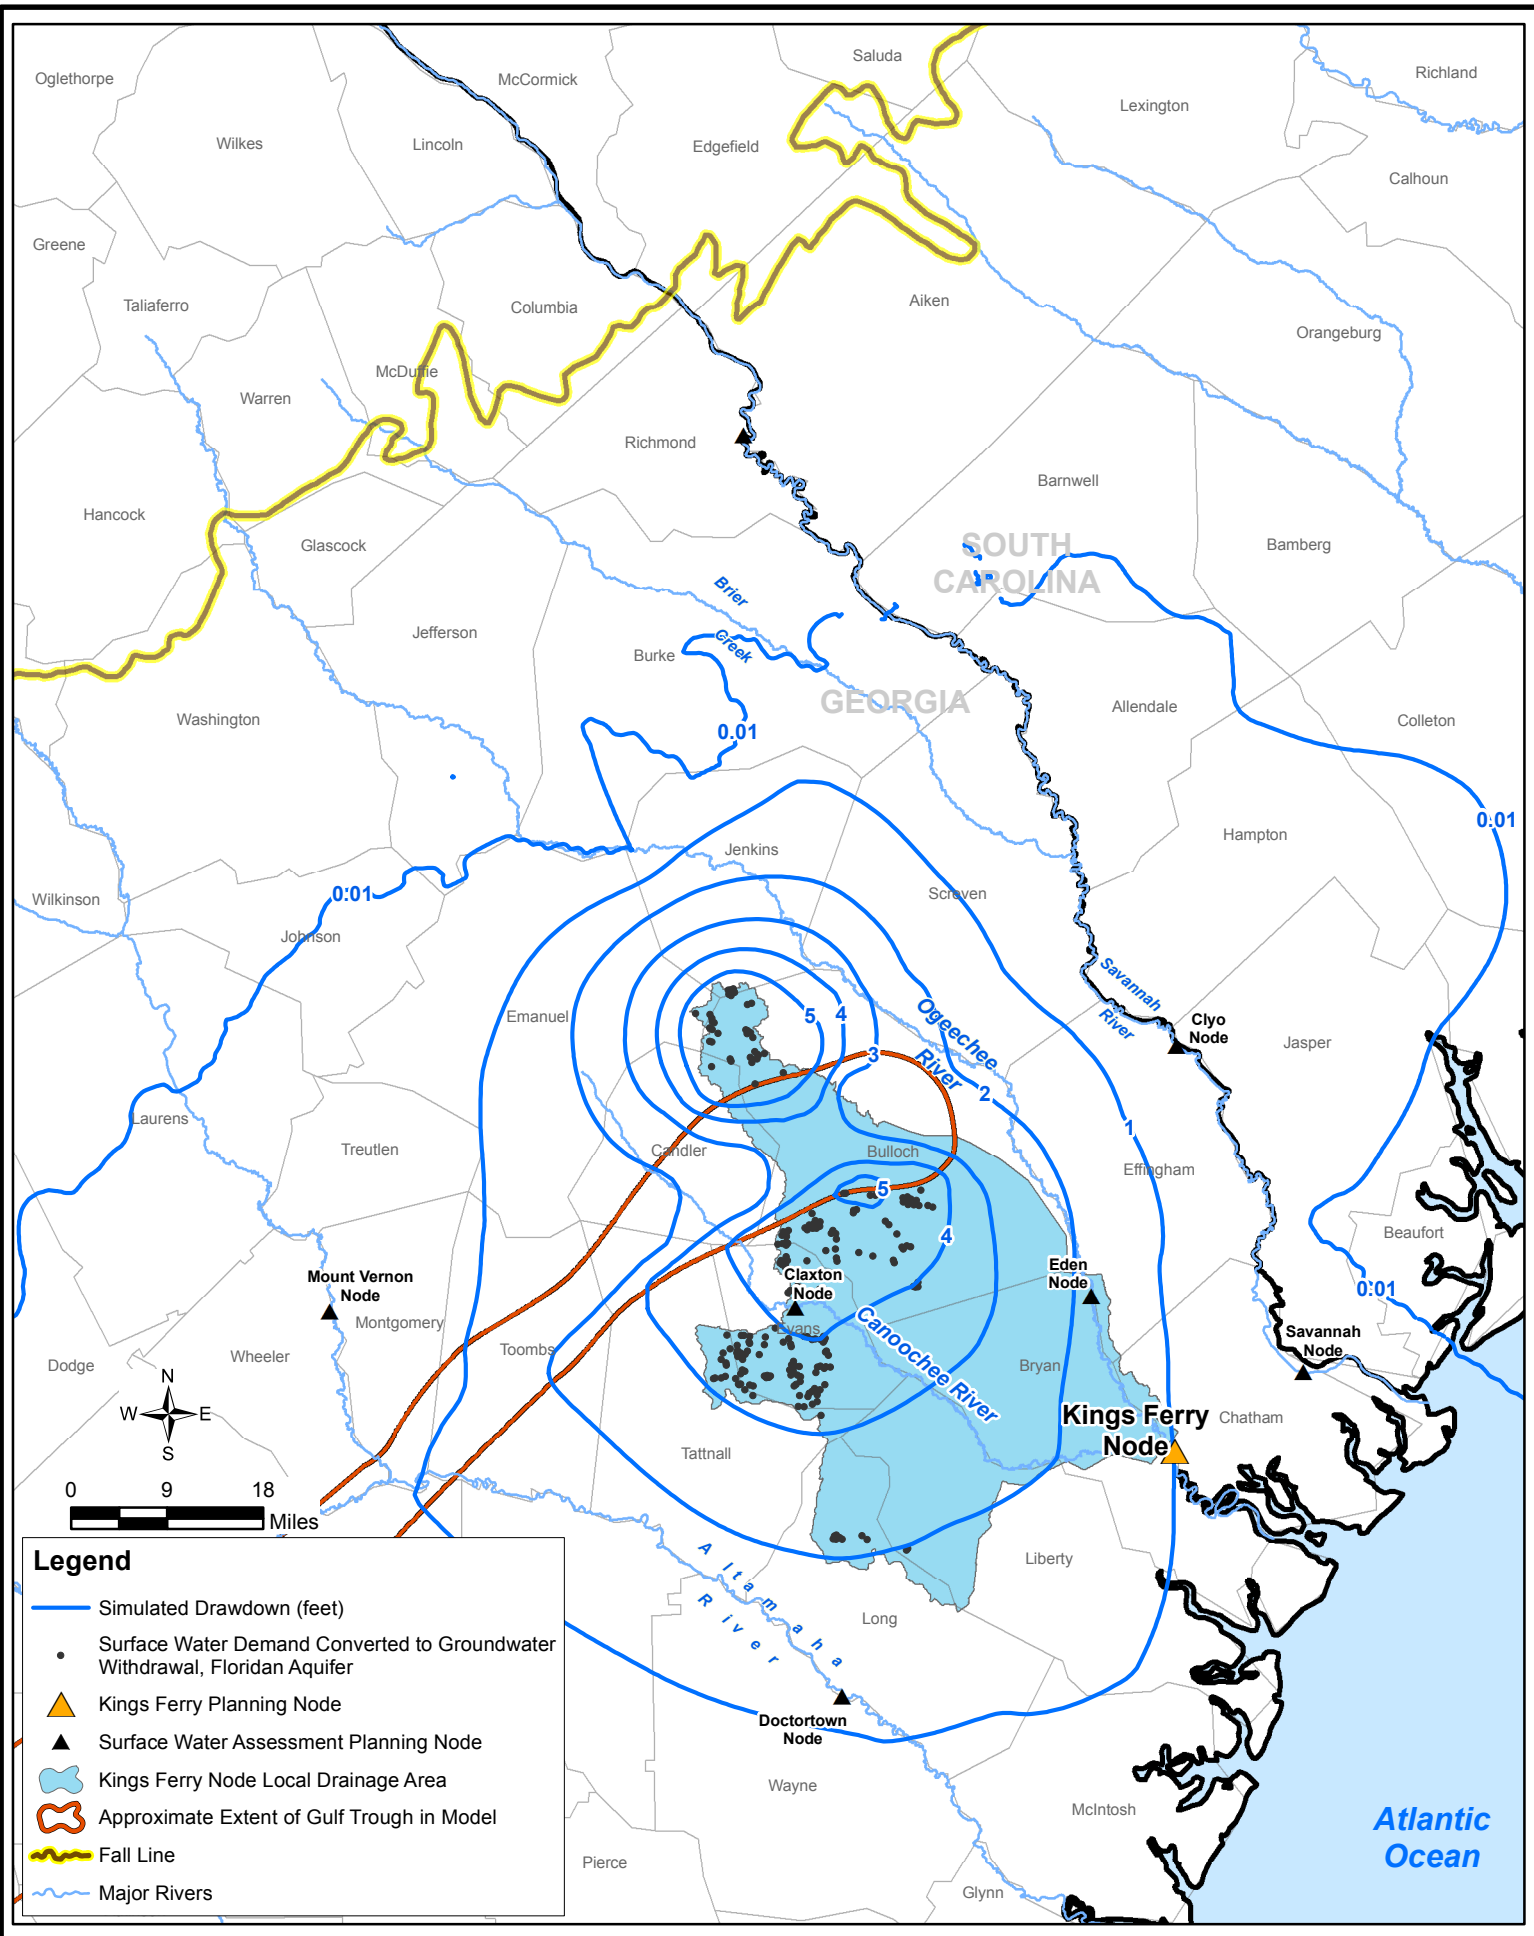 Saluda
Richland
Oglethorpe
McCormick
Lexington
Wilkes
Lincoln
Edgefield
Calhoun
Greene
Taliaferro
Columbia
Aiken
Orangeburg
McDuffie
Warren
Richmond
Barnwell
Hancock
Glascock
SOUTH
CAROLINA
Bamberg
Brier
Creek
Jefferson
Burke
GEORGIA
Allendale
Washington
Colleton
0.01
0.01
Hampton
Jenkins
Wilkinson
0.01
Screven
Johnson
Savannah
River
Emanuel
5
4
3
Ogeechee
River
2
Clyo
Node
Jasper
1
Laurens
Treutlen
Candler
Bulloch
Effingham
5
4
Beaufort
Mount Vernon
Node
Claxton
Node
Eden
Node
0.01
Montgomery
Evans
Canoochee River
Savannah
Node
Dodge
Wheeler
Toombs
Bryan
N
W
E
S
Kings Ferry
Node
Chatham
Tattnall
0
9
18
Miles
Altamaha
River
Liberty
Long
Doctortown
Node
Wayne
McIntosh
Pierce
Glynn
Atlantic
Ocean
Legend
Simulated Drawdown (feet)
Surface Water Demand Converted to Groundwater
Withdrawal, Floridan Aquifer
Kings Ferry Planning Node
Surface Water Assessment Planning Node
Kings Ferry Node Local Drainage Area
Approximate Extent of Gulf Trough in Model
Fall Line
Major Rivers